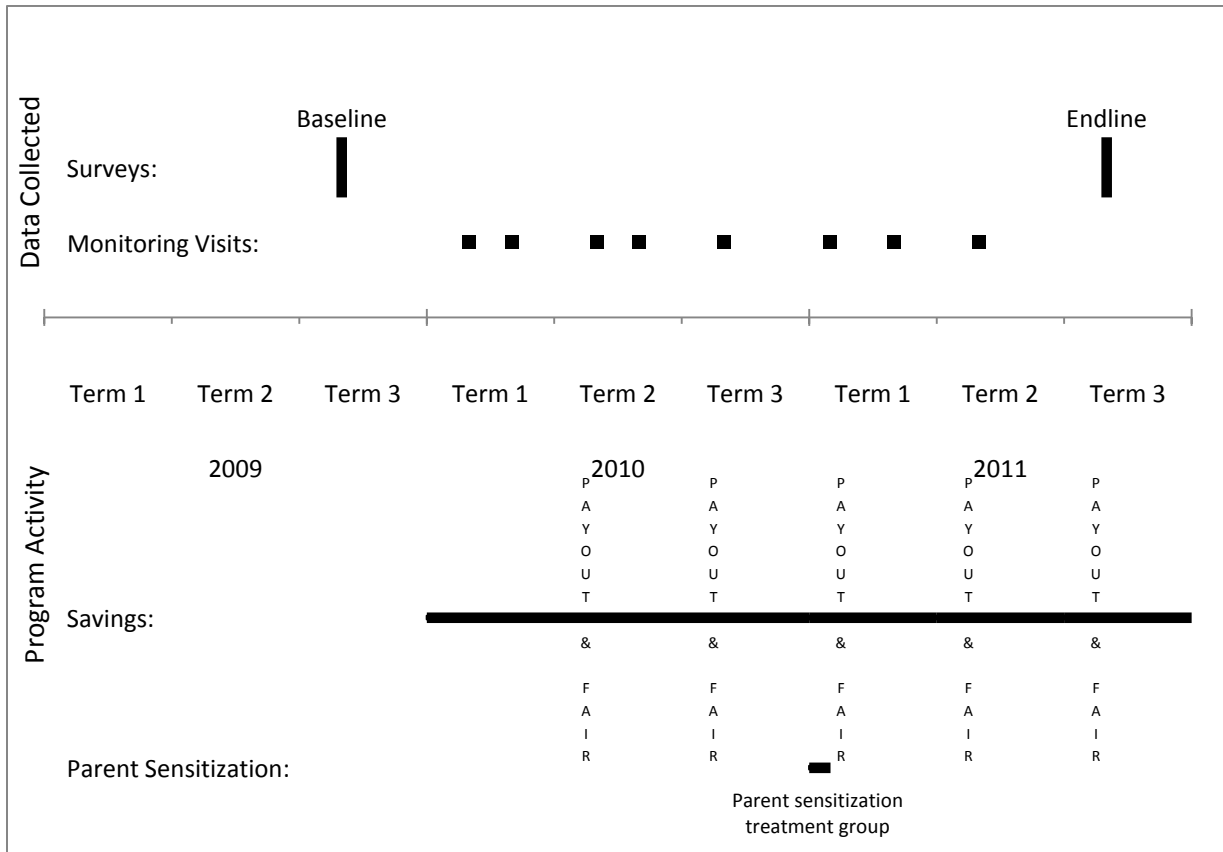 Data Collected
Baseline
Endline
Surveys:
Monitoring Visits:
Term 1
Term 2
Term 3
Term 1
Term 2
Term 3
Term 1
Term 2
Term 3
2009
2010
2011
Program Activity
PAYOUT & FAIR
PAYOUT & FAIR
PAYOUT & FAIR
PAYOUT & FAIR
PAYOUT & FAIR
Savings:
Parent Sensitization:
Parent sensitization
treatment group